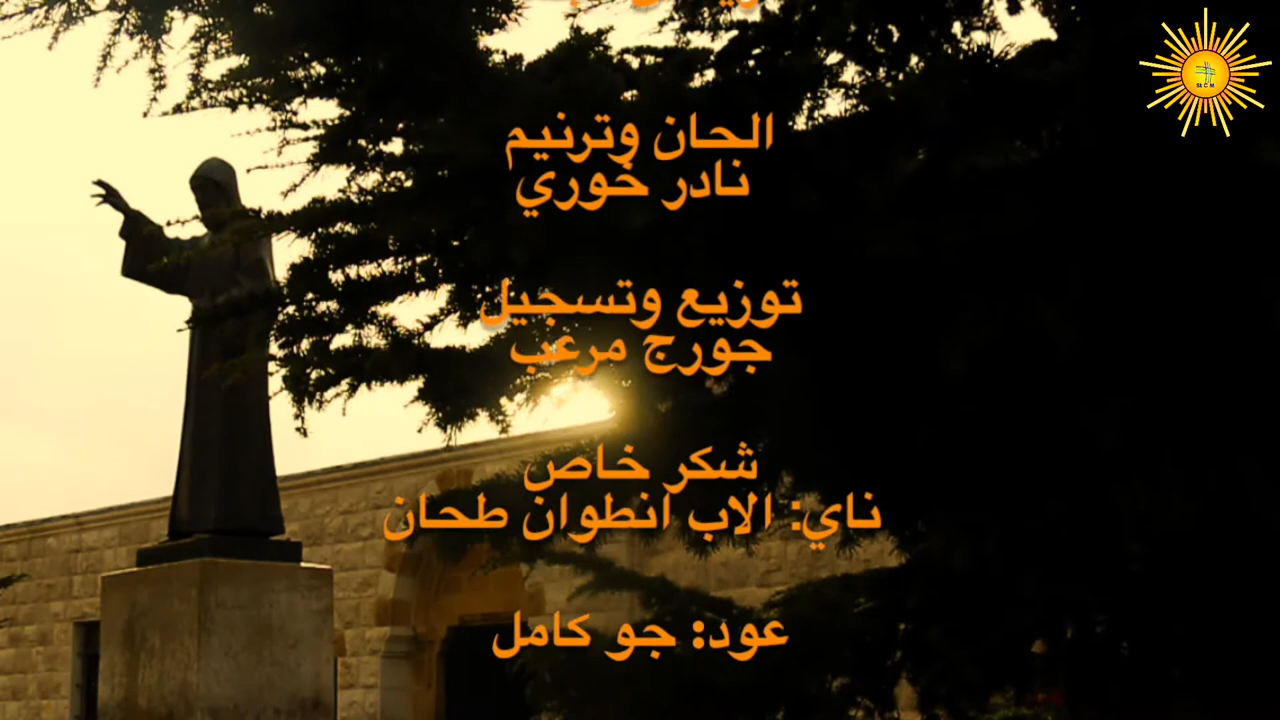 الحان وترنيم
نادر خوري
توزيع وتسجيل
جورج مرعب
شكر خاص
ناي: الاب انطوان طحان
عود: جو كامل